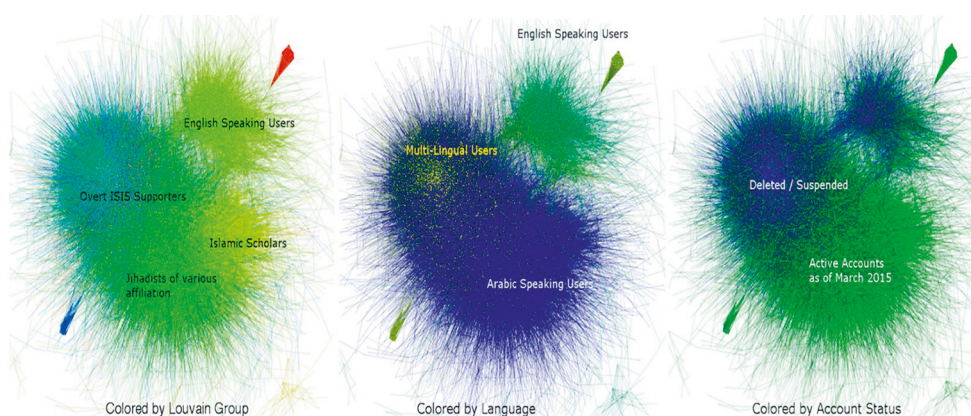 English Speaking Users
Overt ISIS Supporters
Islamic Scholars
Jihadists of various
affiliation
Colored by Louvain Group
English Speaking Users
Multi-Lingual Users
Arabic Speaking Users
Colored by Language
Deleted / Suspended
Active Accounts
as of March 2015
Colored by Account Status